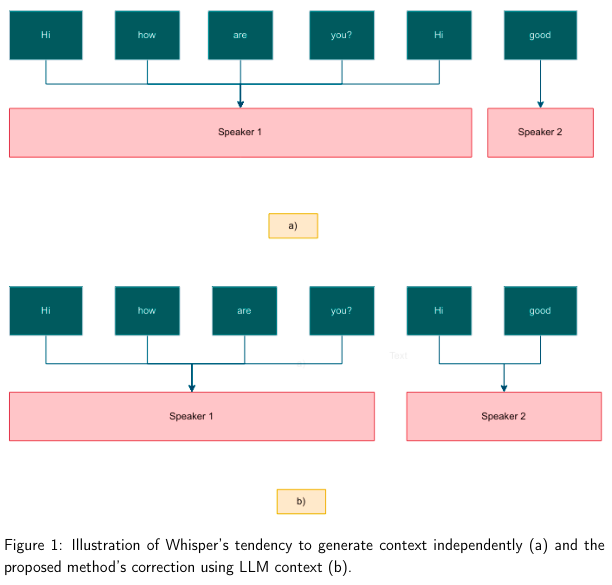 Hi how are you? Hi good
Speaker 1 Speaker 2
a)
Hi how are you? Hi good
Text
Speaker 1 Speaker 2
b)
Figure 1: Illustration of Whisper's tendency to generate context independently (a) and the
proposed method's correction using LLM context (b).